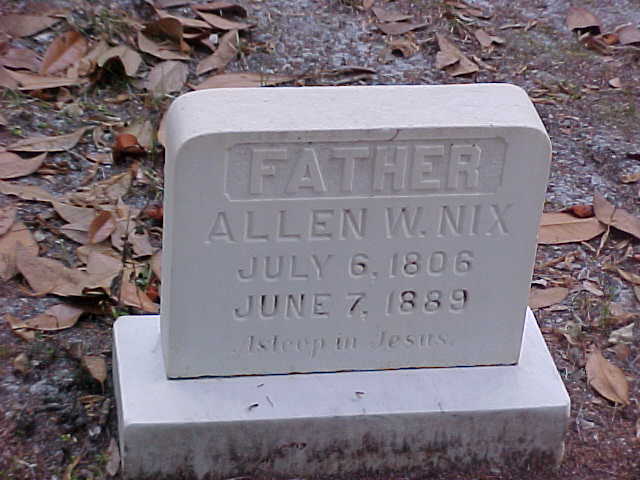 FATHER
ALLEN W. NIX
JULY 6, 1806
JUNE 7, 1889
Asleep in Jesus.